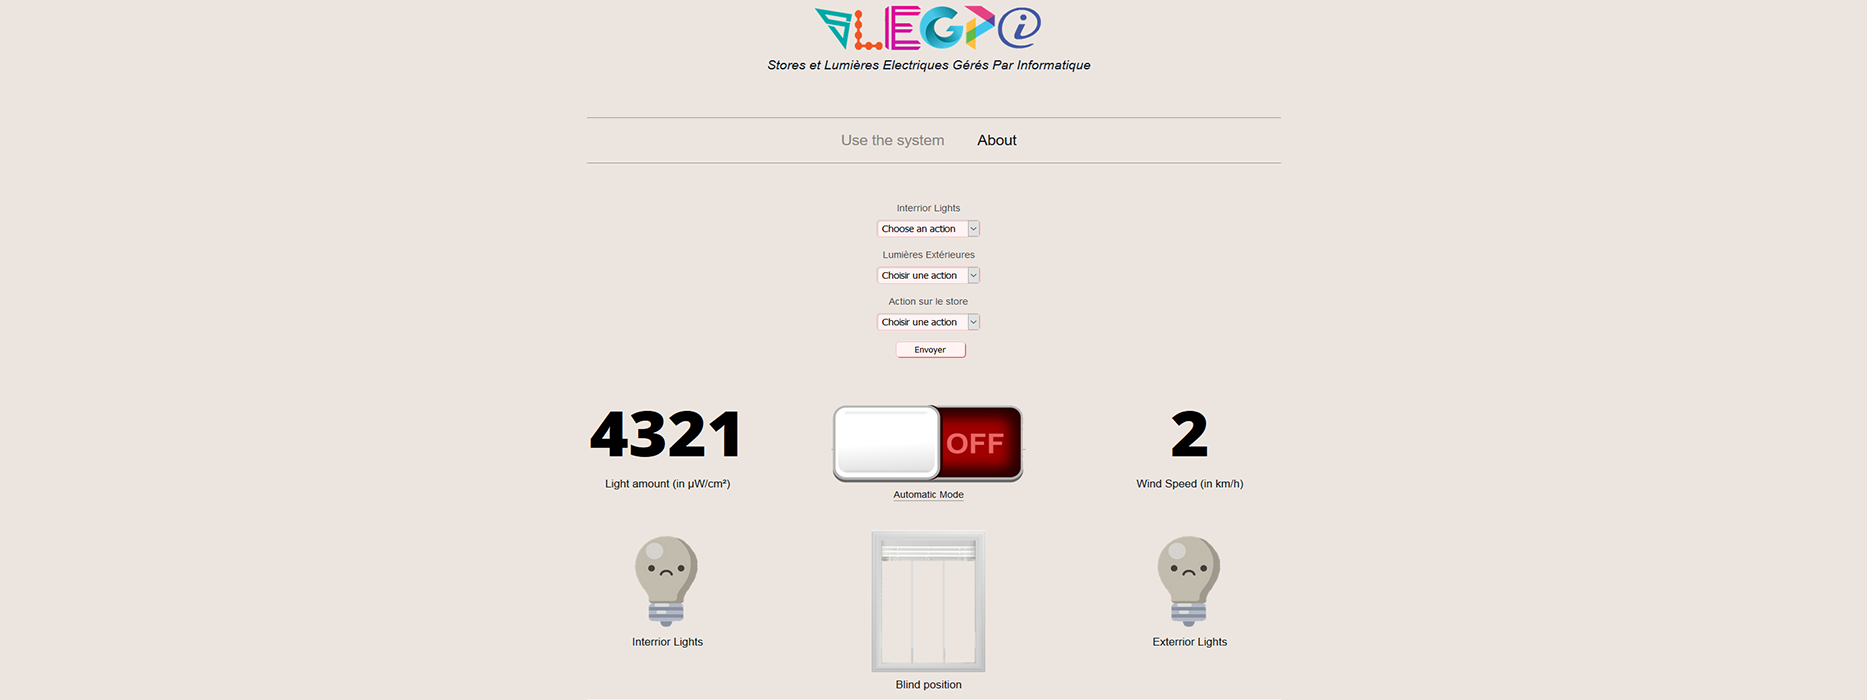 SLEGPi
Stores et Lumières Electriques Gérés Par Informatique
Use the system About
Interrior Lights
Choose an action
Lumières Extérieures
Choisir une action
Action sur le store
Choisir une action
Envoyer
4321 OFF 2
Light amount (in µW/cm²) Automatic Mode Wind Speed (in km/h)
Interrior Lights Blind position Exterrior Lights